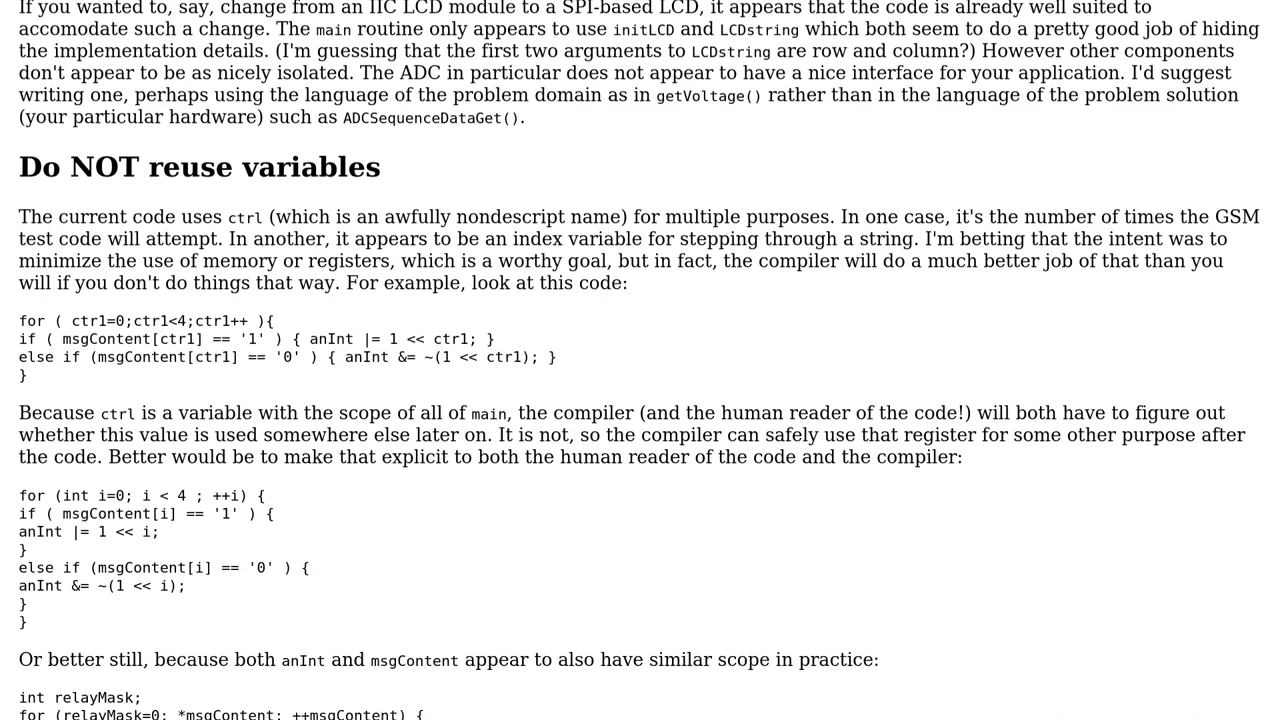 If you wanted to, say, change from an IIC LCD module to a SPI-based LCD, it appears that the code is already well suited to
accomodate such a change. The main routine only appears to use initLCD and LCDstring which both seem to do a pretty good job of hiding
the implementation details. (I'm guessing that the first two arguments to LCDstring are row and column?) However other components
don't appear to be as nicely isolated. The ADC in particular does not appear to have a nice interface for your application. I'd suggest
writing one, perhaps using the language of the problem domain as in getVoltage() rather than in the language of the problem solution
(your particular hardware) such as ADCSequenceDataGet().
Do NOT reuse variables
The current code uses ctrl (which is an awfully nondescript name) for multiple purposes. In one case, it's the number of times the GSM
test code will attempt. In another, it appears to be an index variable for stepping through a string. I'm betting that the intent was to
minimize the use of memory or registers, which is a worthy goal, but in fact, the compiler will do a much better job of that than you
will if you don't do things that way. For example, look at this code:
for ( ctr1=0;ctr1<4;ctr1++ ){
if ( msgContent[ctr1] == '1' ) { anInt |= 1 << ctr1; }
else if (msgContent[ctr1] == '0' ) { anInt &= ~(1 << ctr1); }
}
Because ctrl is a variable with the scope of all of main, the compiler (and the human reader of the code!) will both have to figure out
whether this value is used somewhere else later on. It is not, so the compiler can safely use that register for some other purpose after
the code. Better would be to make that explicit to both the human reader of the code and the compiler:
for (int i=0; i < 4 ; ++i) {
if ( msgContent[i] == '1' ) {
anInt |= 1 << i;
}
else if (msgContent[i] == '0' ) {
anInt &= ~(1 << i);
}
}
Or better still, because both anInt and msgContent appear to also have similar scope in practice:
int relayMask;
for (relayMask=0; *msgContent; ++msgContent) {